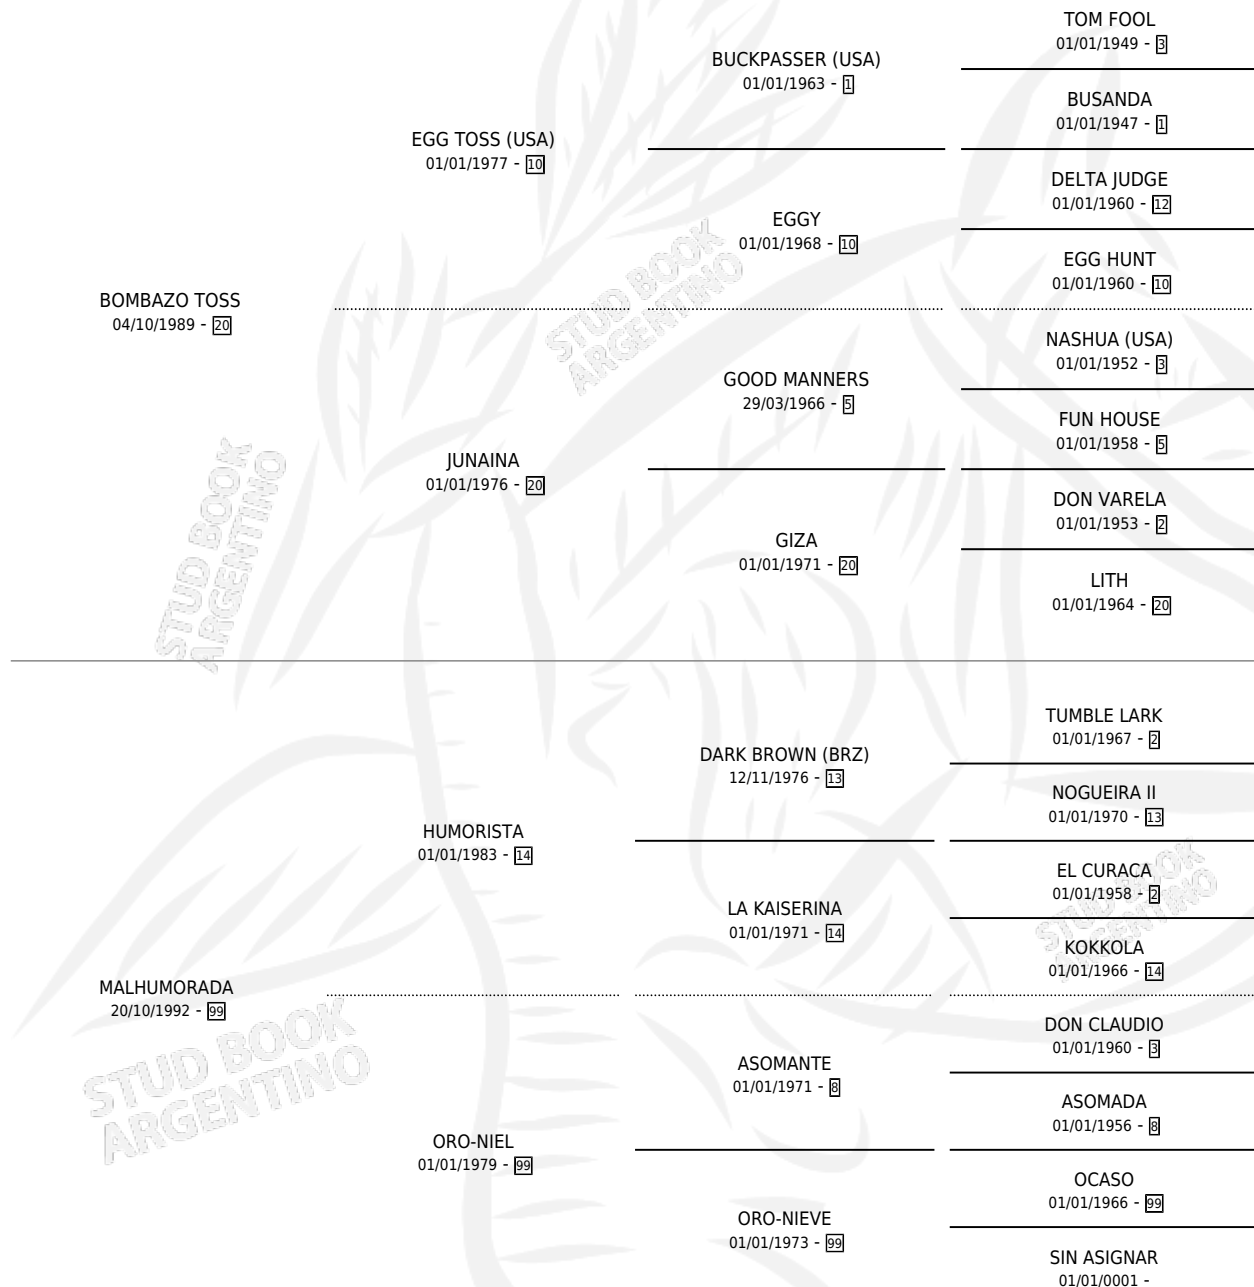 BOMBAZO TOSS
04/10/1989 - 20
EGG TOSS (USA)
01/01/1977 - 10
JUNAINA
01/01/1976 - 20
BUCKPASSER (USA)
01/01/1963 - 1
EGGY
01/01/1968 - 10
GOOD MANNERS
29/03/1966 - 5
GIZA
01/01/1971 - 20
TOM FOOL
01/01/1949 - 3
BUSANDA
01/01/1947 - 1
DELTA JUDGE
01/01/1960 - 12
EGG HUNT
01/01/1960 - 10
NASHUA (USA)
01/01/1952 - 3
FUN HOUSE
01/01/1958 - 5
DON VARELA
01/01/1953 - 2
LITH
01/01/1964 - 20
MALHUMORADA
20/10/1992 - 99
HUMORISTA
01/01/1983 - 14
ORO-NIEL
01/01/1979 - 99
DARK BROWN (BRZ)
12/11/1976 - 13
LA KAISERINA
01/01/1971 - 14
ASOMANTE
01/01/1971 - 8
ORO-NIEVE
01/01/1973 - 99
TUMBLE LARK
01/01/1967 - 2
NOGUEIRA II
01/01/1970 - 13
EL CURACA
01/01/1958 - 2
KOKKOLA
01/01/1966 - 14
DON CLAUDIO
01/01/1960 - 3
ASOMADA
01/01/1956 - 8
OCASO
01/01/1966 - 99
SIN ASIGNAR
01/01/0001 -
STUD BOOK
ARGENTINO
STUD BOOK
ARGENTINO
STUD BOOK
ARGENTINO
STUD BOOK
ARGENTINO